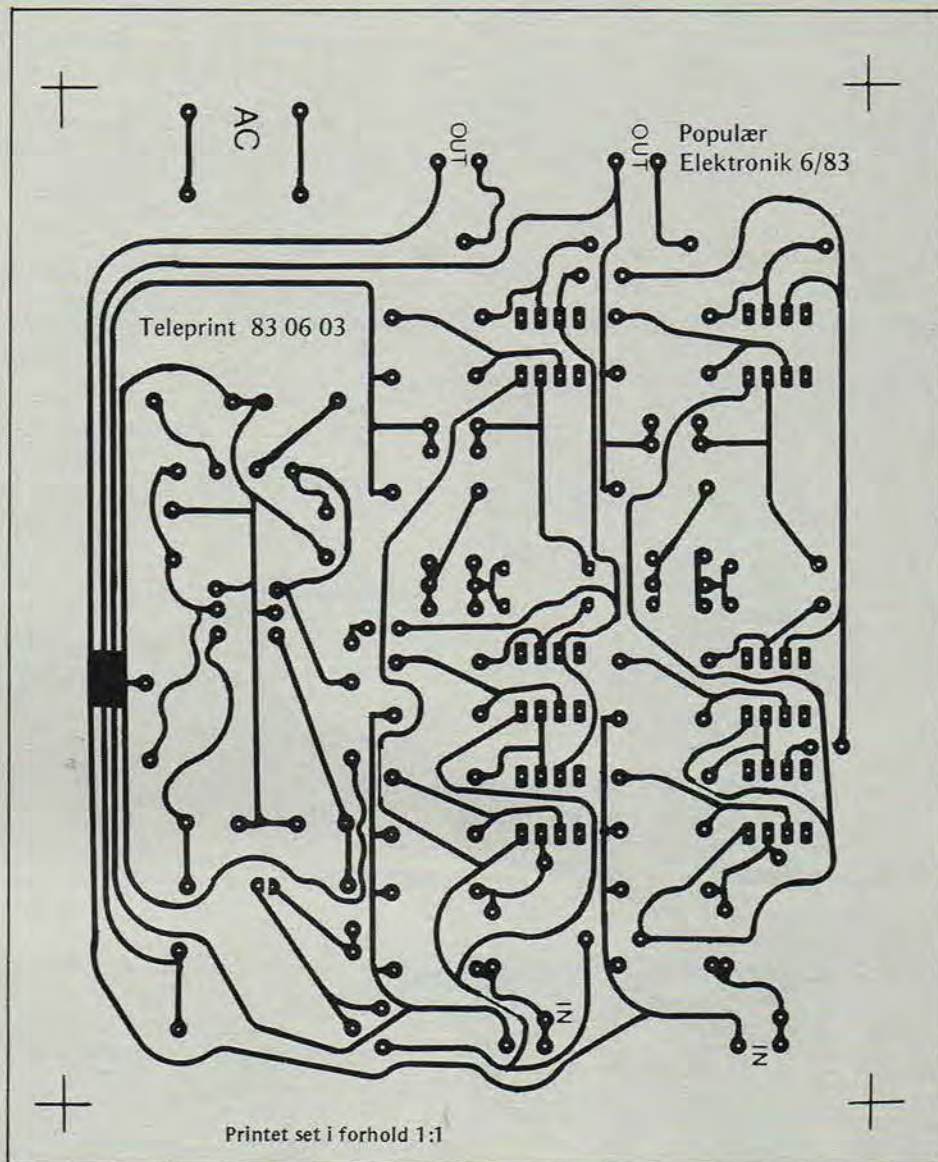 AC
OUT
OUT
Populær
Elektronik 6/83
Teleprint 83 06 03
IN
IN
Printet set i forhold 1:1